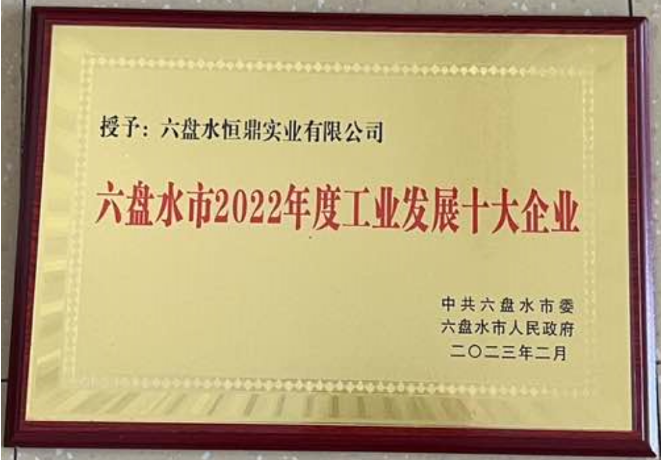 授予：六盘水恒鼎实业有限公司
六盘水市2022年度工业发展十大企业
中共六盘水市委
六盘水市人民政府
二〇二三年二月